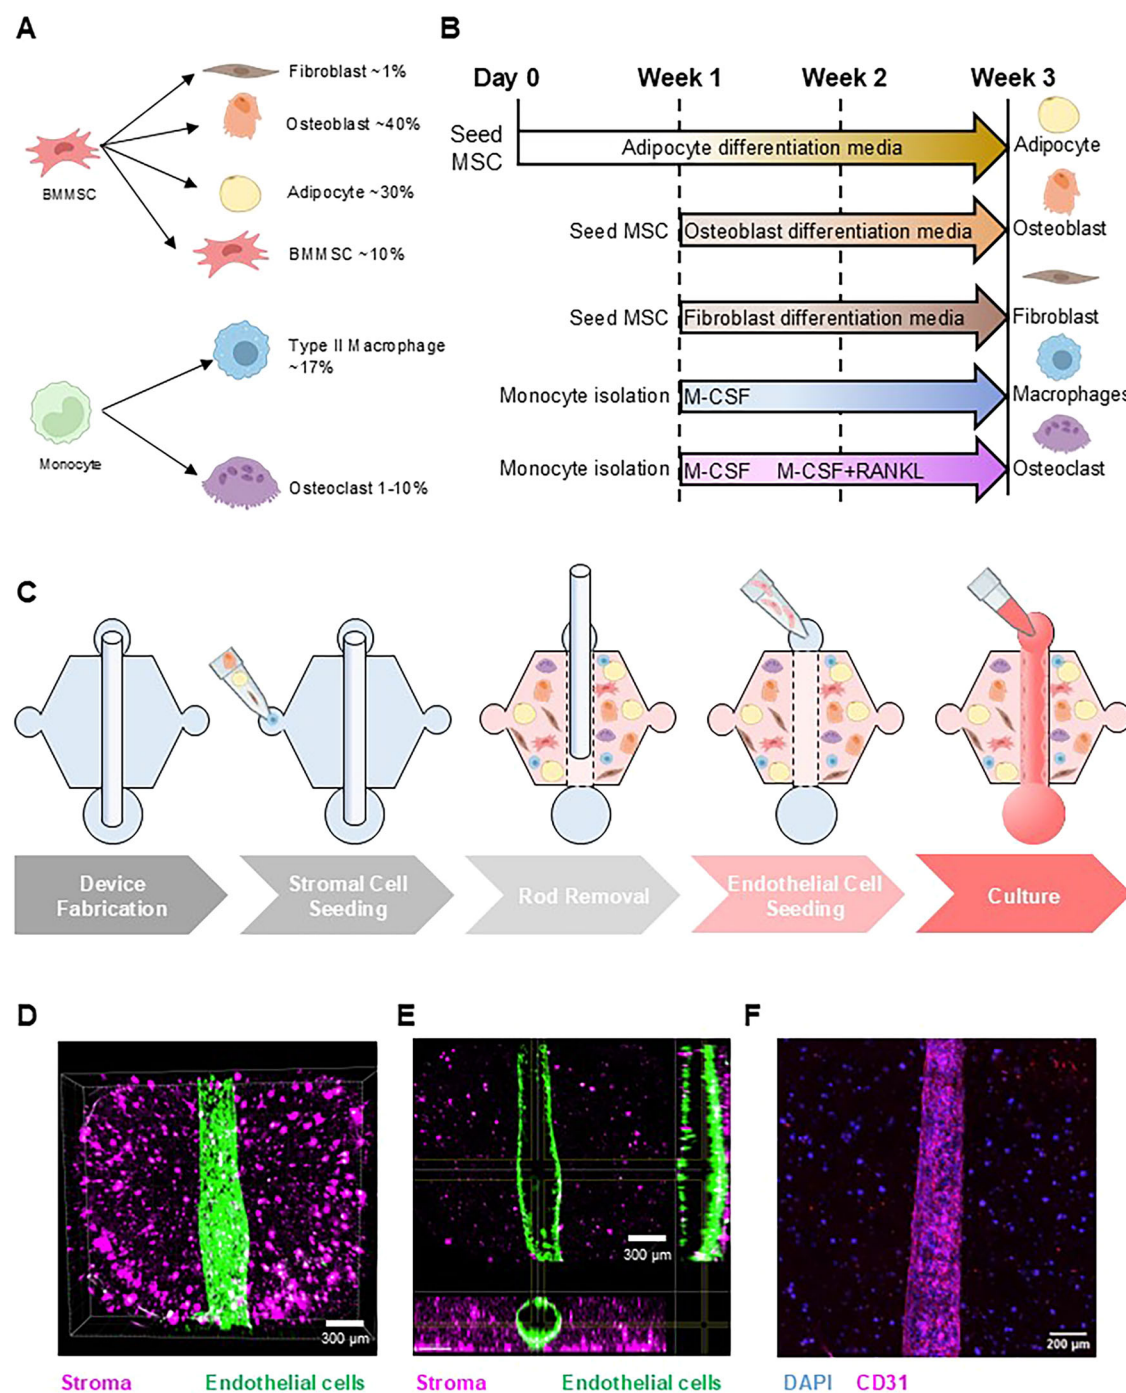 A
Fibroblast ~1%
Osteoblast ~40%
BMMSC
Adipocyte ~30%
BMMSC ~10%
Type II Macrophage
~17%
Monocyte
Osteoclast 1-10%
B
Day 0 Week 1 Week 2 Week 3
Seed
MSC
Adipocyte differentiation media
Adipocyte
Seed MSC Osteoblast differentiation media Osteoblast
Seed MSC Fibroblast differentiation media Fibroblast
Monocyte isolation M-CSF Macrophages
Monocyte isolation M-CSF M-CSF+RANKL Osteoclast
C
Device
Fabrication
Stromal Cell
Seeding
Rod Removal
Endothelial Cell
Seeding
Culture
D
300 µm
Stroma Endothelial cells
E
300 µm
Stroma Endothelial cells
F
200 µm
DAPI CD31